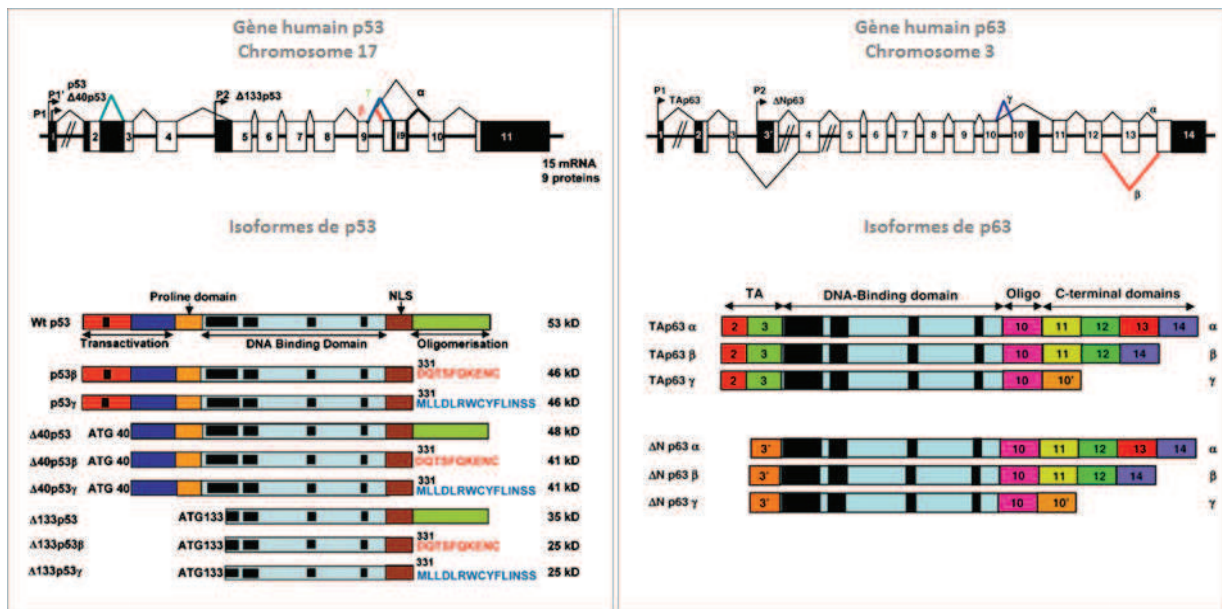 Gène humain p53
Chromosome 17
P1' p53
Δ40p53
P1
P2 Δ133p53
β γ α
1 2 3 4 5 6 7 8 9 i9 10 11
15 mRNA
9 proteins
Isoformes de p53
Proline domain NLS
Wt p53 53 kD
Transactivation DNA Binding Domain Oligomerisation
331
p53β DQTSFQKENC 46 kD
331
p53γ MLLDLRWCYFLINSS 46 kD
Δ40p53 ATG 40 48 kD
331
Δ40p53β ATG 40 DQTSFQKENC 41 kD
331
Δ40p53γ ATG 40 MLLDLRWCYFLINSS 41 kD
Δ133p53 ATG133 35 kD
331
Δ133p53β ATG133 DQTSFQKENC 25 kD
331
Δ133p53γ ATG133 MLLDLRWCYFLINSS 25 kD
Gène humain p63
Chromosome 3
P1 TAp63
P2 ΔNp63
γ α
1 2 3 3' 4 5 6 7 8 9 10 10' 11 12 13 14
β
Isoformes de p63
TA DNA-Binding domain Oligo C-terminal domains
TAp63 α 2 3 10 11 12 13 14 α
TAp63 β 2 3 10 11 12 14 β
TAp63 γ 2 3 10 10' γ
ΔN p63 α 3' 10 11 12 13 14 α
ΔN p63 β 3' 10 11 12 14 β
ΔN p63 γ 3' 10 10' γ